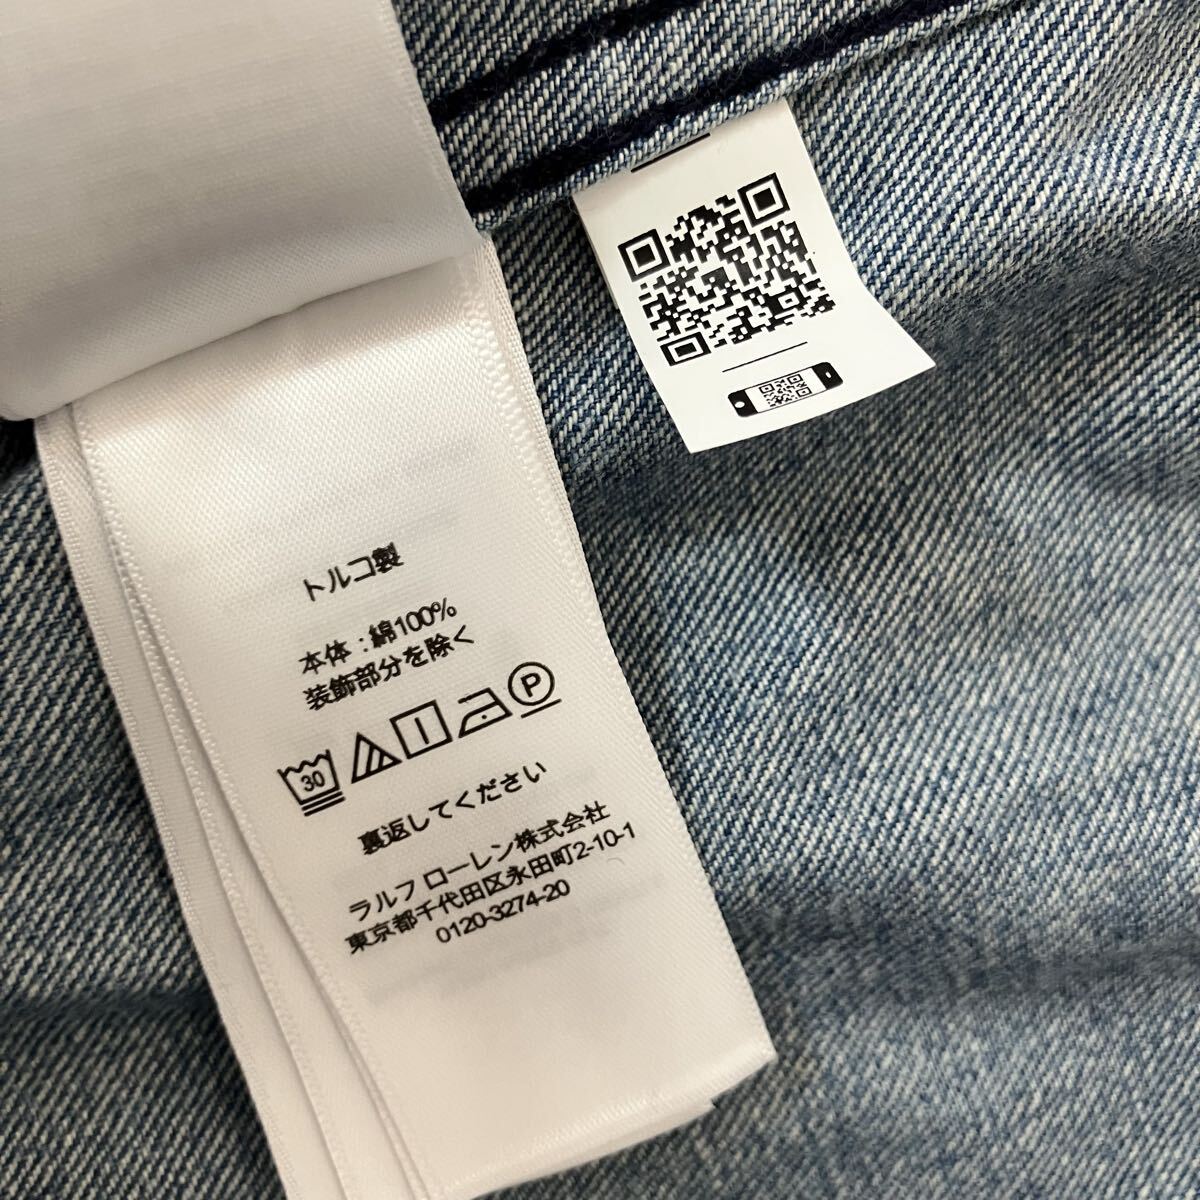 トルコ製
本体：綿100%
装飾部分を除く
30 P
裏返してください
ラルフ ローレン株式会社
東京都千代田区永田町2-10-1
0120-3274-20